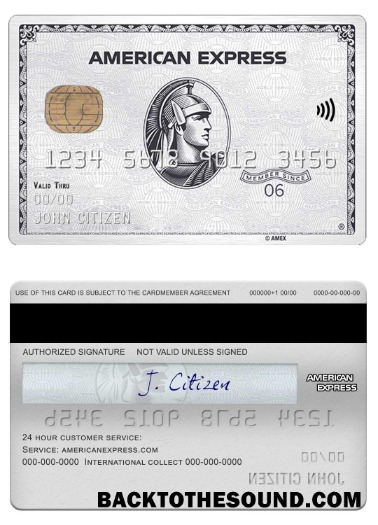 AMERICAN EXPRESS
1234 5678 9012 3456
MEMBER SINCE
VALID THRU
06
00/00
JOHN CITIZEN
®
© AMEX
USE OF THIS CARD IS SUBJECT TO THE CARDMEMBER AGREEMENT 000000+1 00/00 0000-00-000-00
AUTHORIZED SIGNATURE NOT VALID UNLESS SIGNED
J. Citizen
AMERICAN
EXPRESS
1234 5678 9012 3456
24 HOUR CUSTOMER SERVICE:
SERVICE: AMERICANEXPRESS.COM
000-000-0000 INTERNATIONAL COLLECT 000-000-0000
00/00
JOHN CITIZEN
BACKTOTHESOUND.COM